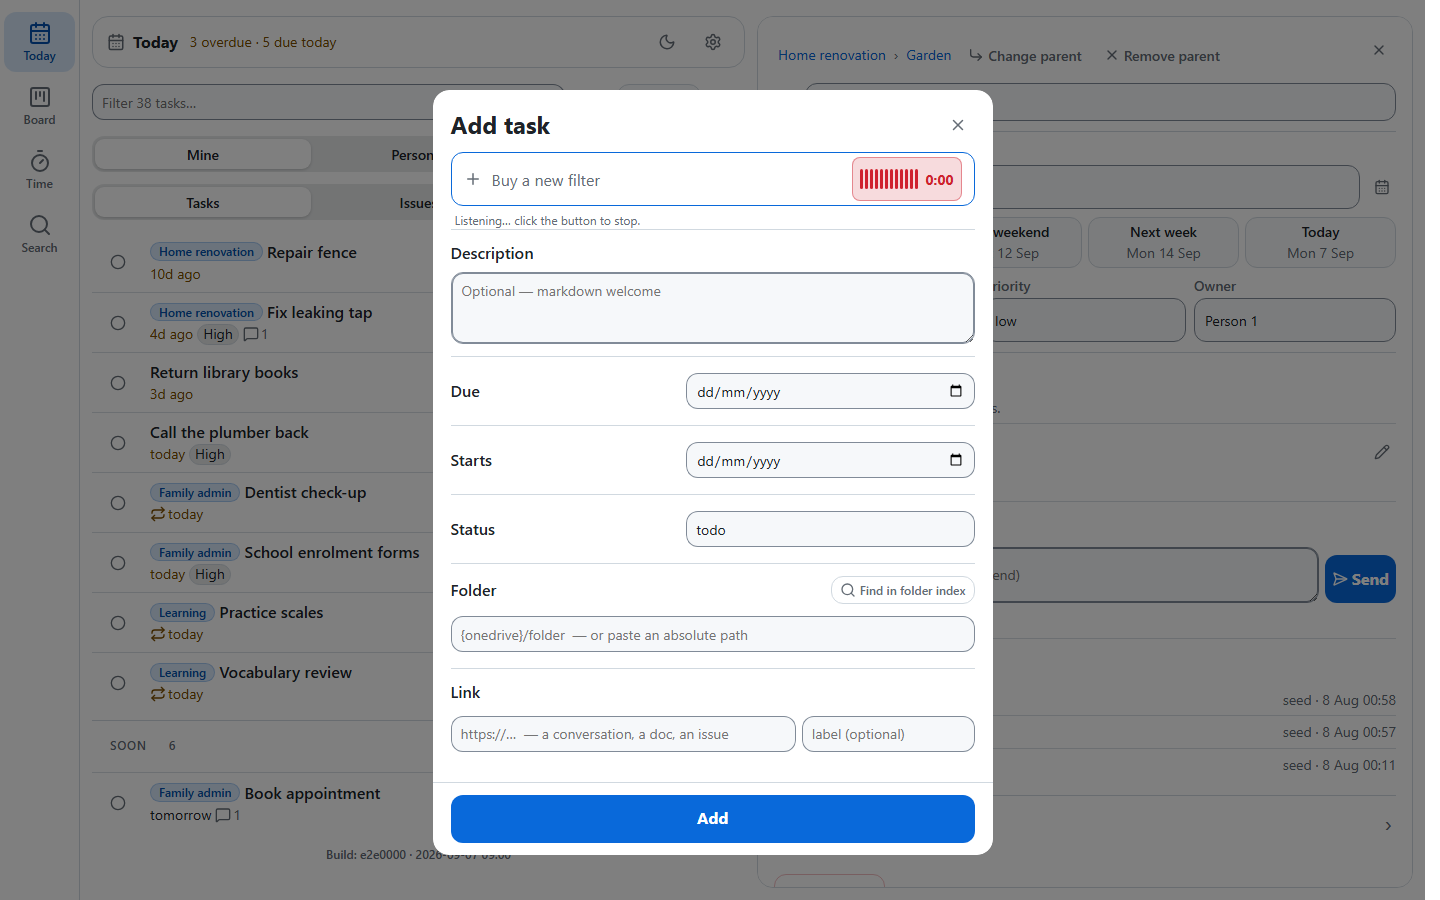 Today
Board
Time
Search
Today 3 overdue · 5 due today
Filter 38 tasks...
Mine
Person
Tasks
Issues
Home renovation Repair fence
10d ago
Home renovation Fix leaking tap
4d ago High 1
Return library books
3d ago
Call the plumber back
today High
Family admin Dentist check-up
today
Family admin School enrolment forms
today High
Learning Practice scales
today
Learning Vocabulary review
today
SOON 6
Family admin Book appointment
tomorrow 1
Build: e2e0000 · 2026-09-07 09:00
Add task
Buy a new filter 0:00
Listening... click the button to stop.
Description
Optional — markdown welcome
Due dd/mm/yyyy
Starts dd/mm/yyyy
Status todo
Folder Find in folder index
{onedrive}/folder — or paste an absolute path
Link
https://... — a conversation, a doc, an issue label (optional)
Add
Home renovation › Garden Change parent Remove parent
weekend
12 Sep
Next week
Mon 14 Sep
Today
Mon 7 Sep
riority
low
Owner
Person 1
s.
end)
Send
seed · 8 Aug 00:58
seed · 8 Aug 00:57
seed · 8 Aug 00:11